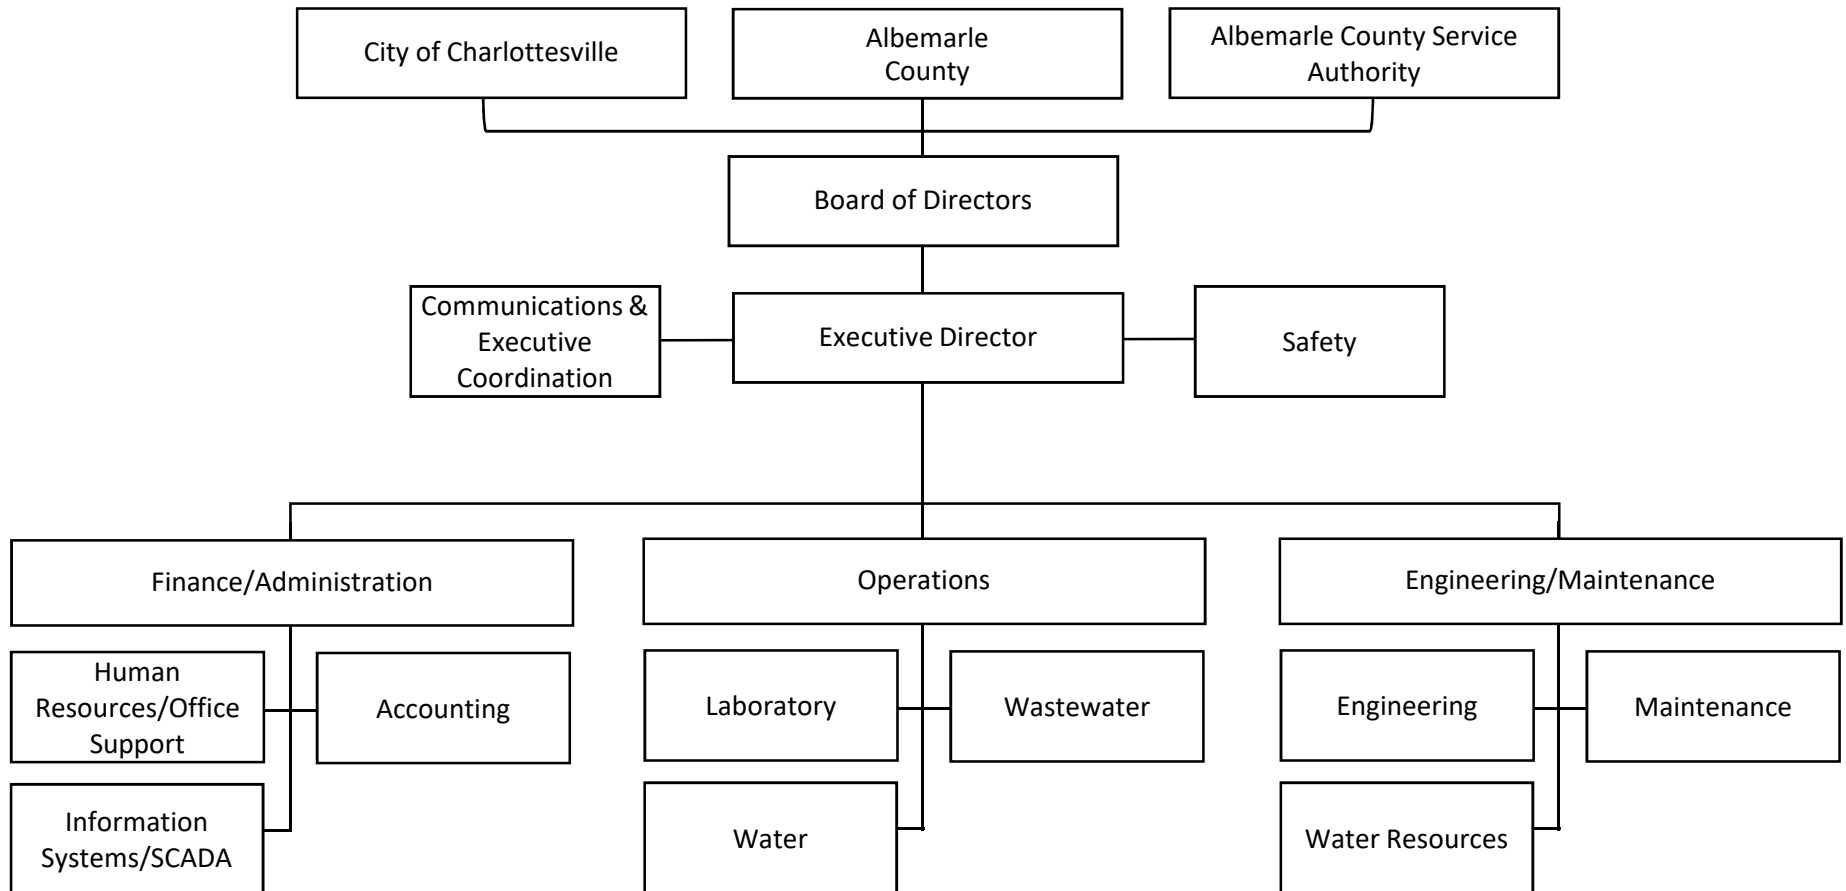 City of Charlottesville
Albemarle
County
Albemarle County Service
Authority
Board of Directors
Communications &
Executive
Coordination
Executive Director
Safety
Finance/Administration
Operations
Engineering/Maintenance
Human
Resources/Office
Support
Accounting
Laboratory
Wastewater
Engineering
Maintenance
Information
Systems/SCADA
Water
Water Resources